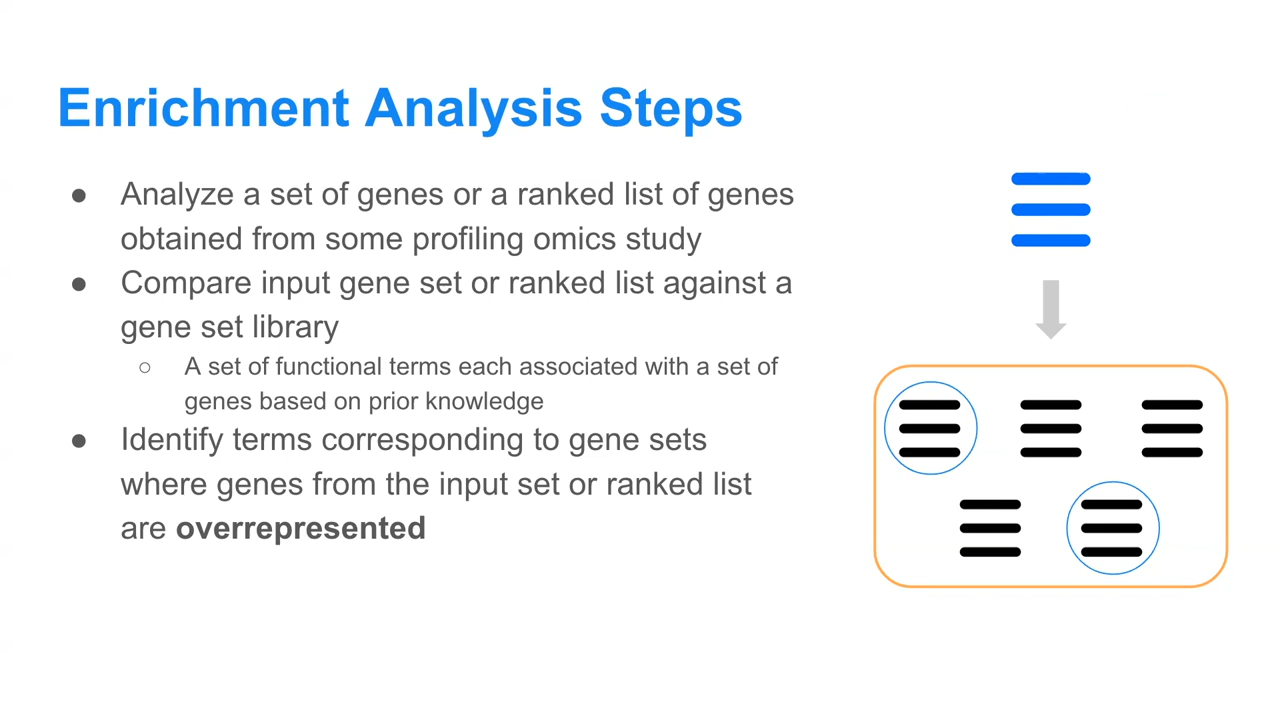 Enrichment Analysis Steps
● Analyze a set of genes or a ranked list of genes
obtained from some profiling omics study
● Compare input gene set or ranked list against a
gene set library
○ A set of functional terms each associated with a set of
genes based on prior knowledge
● Identify terms corresponding to gene sets
where genes from the input set or ranked list
are overrepresented